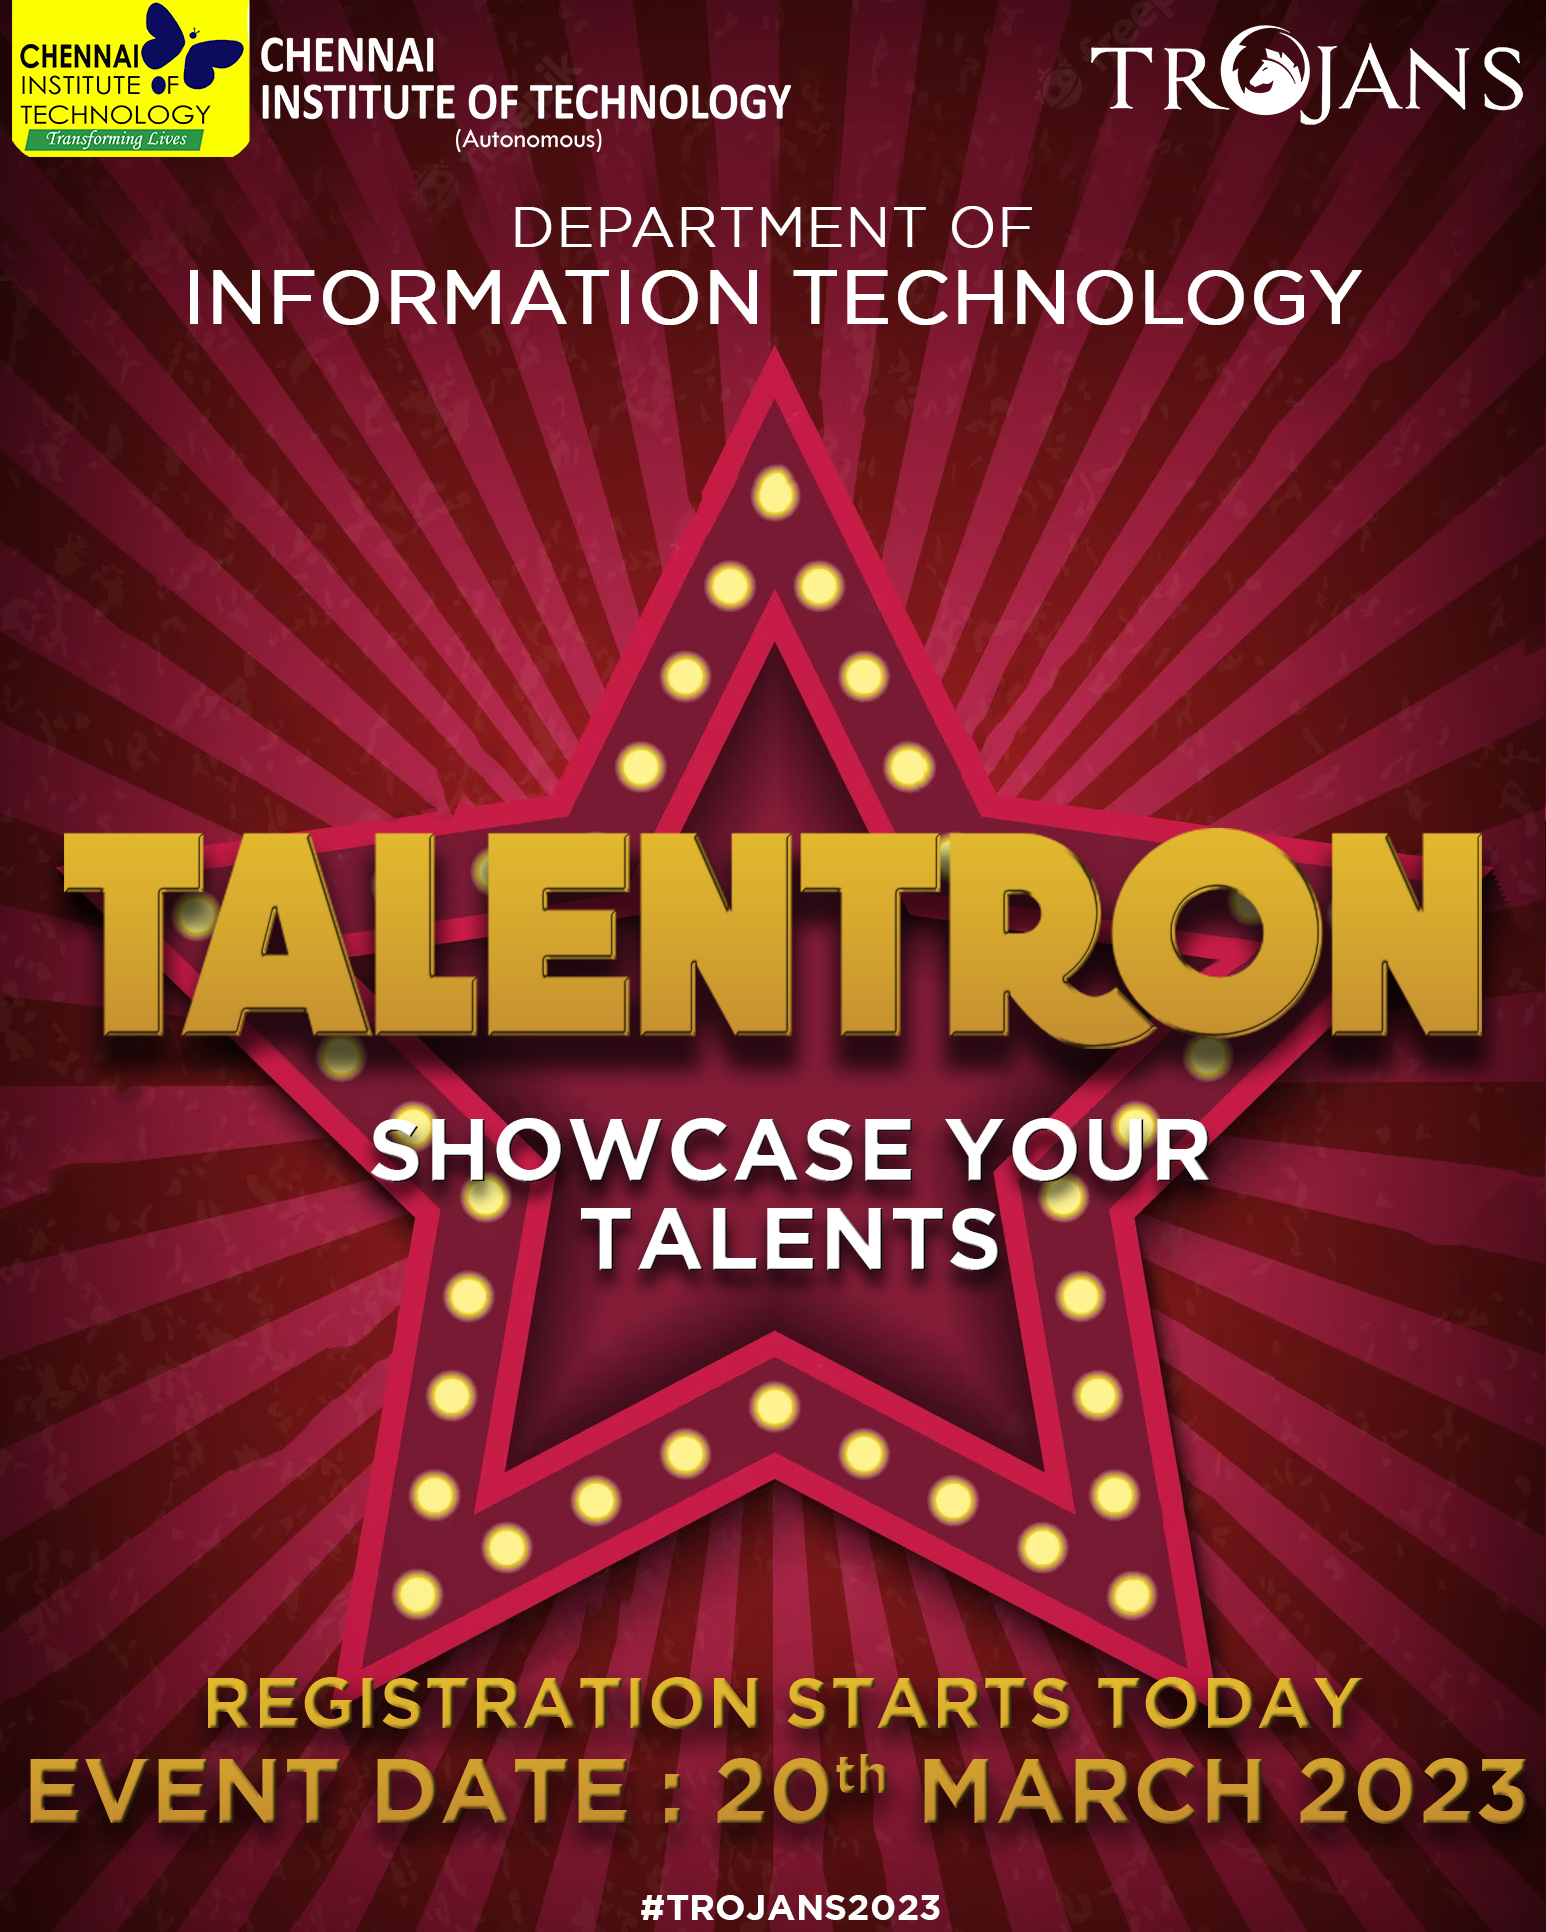 CHENNAI
INSTITUTE OF
TECHNOLOGY
Transforming Lives
CHENNAI
INSTITUTE OF TECHNOLOGY
(Autonomous)
TROJANS
DEPARTMENT OF
INFORMATION TECHNOLOGY
TALENTRON
SHOWCASE YOUR
TALENTS
REGISTRATION STARTS TODAY
EVENT DATE : 20th MARCH 2023
#TROJANS2023